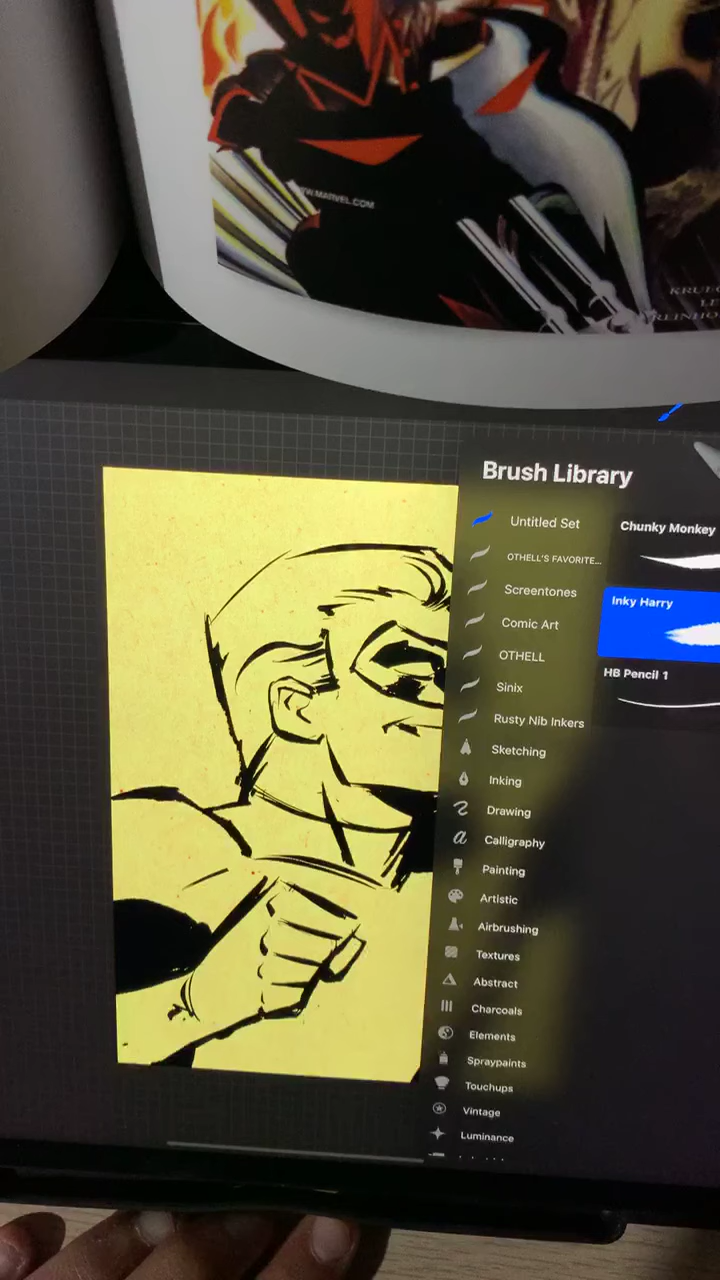 WW.MARVEL.COM
Brush Library
Untitled Set
OTHELL'S FAVORITE...
Screentones
Comic Art
OTHELL
Sinix
Rusty Nib Inkers
Sketching
Inking
Drawing
Calligraphy
Painting
Artistic
Airbrushing
Textures
Abstract
Charcoals
Elements
Spraypaints
Touchups
Vintage
Luminance
Chunky Monkey
Inky Harry
HB Pencil 1